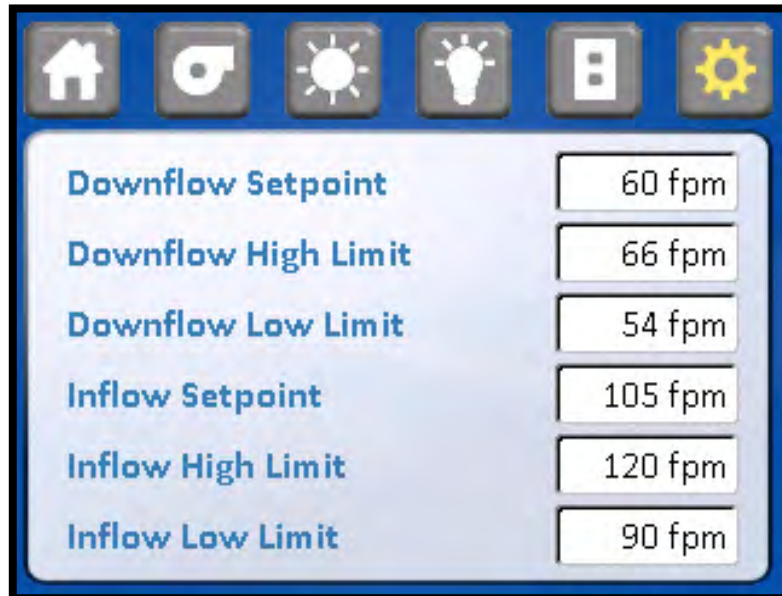 Downflow Setpoint 60 fpm
Downflow High Limit 66 fpm
Downflow Low Limit 54 fpm
Inflow Setpoint 105 fpm
Inflow High Limit 120 fpm
Inflow Low Limit 90 fpm